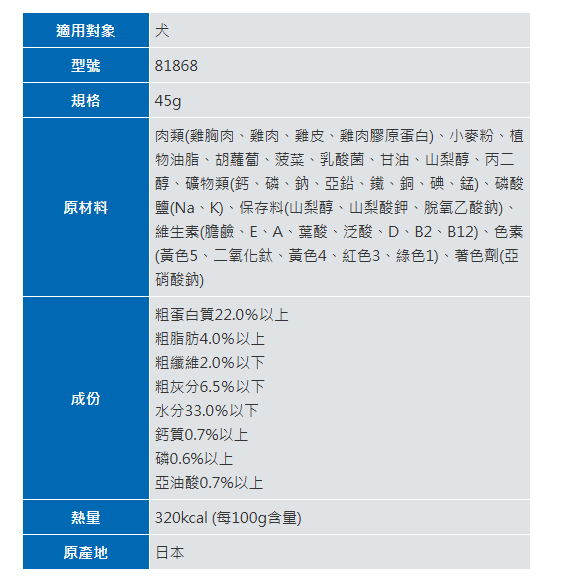 適用對象 犬
型號 81868
規格 45g
原材料
肉類(雞胸肉、雞肉、雞皮、雞肉膠原蛋白)、小麥粉、植
物油脂、胡蘿蔔、菠菜、乳酸菌、甘油、山梨醇、丙二
醇、礦物類(鈣、磷、鈉、亞鉛、鐵、銅、碘、錳)、磷酸
鹽(Na、K)、保存料(山梨醇、山梨酸鉀、脫氧乙酸鈉)、
維生素(膽鹼、E、A、葉酸、泛酸、D、B2、B12)、色素
(黃色5、二氧化鈦、黃色4、紅色3、綠色1)、著色劑(亞
硝酸鈉)
成份
粗蛋白質22.0%以上
粗脂肪4.0%以上
粗纖維2.0%以下
粗灰分6.5%以下
水分33.0%以下
鈣質0.7%以上
磷0.6%以上
亞油酸0.7%以上
熱量 320kcal (每100g含量)
原產地 日本